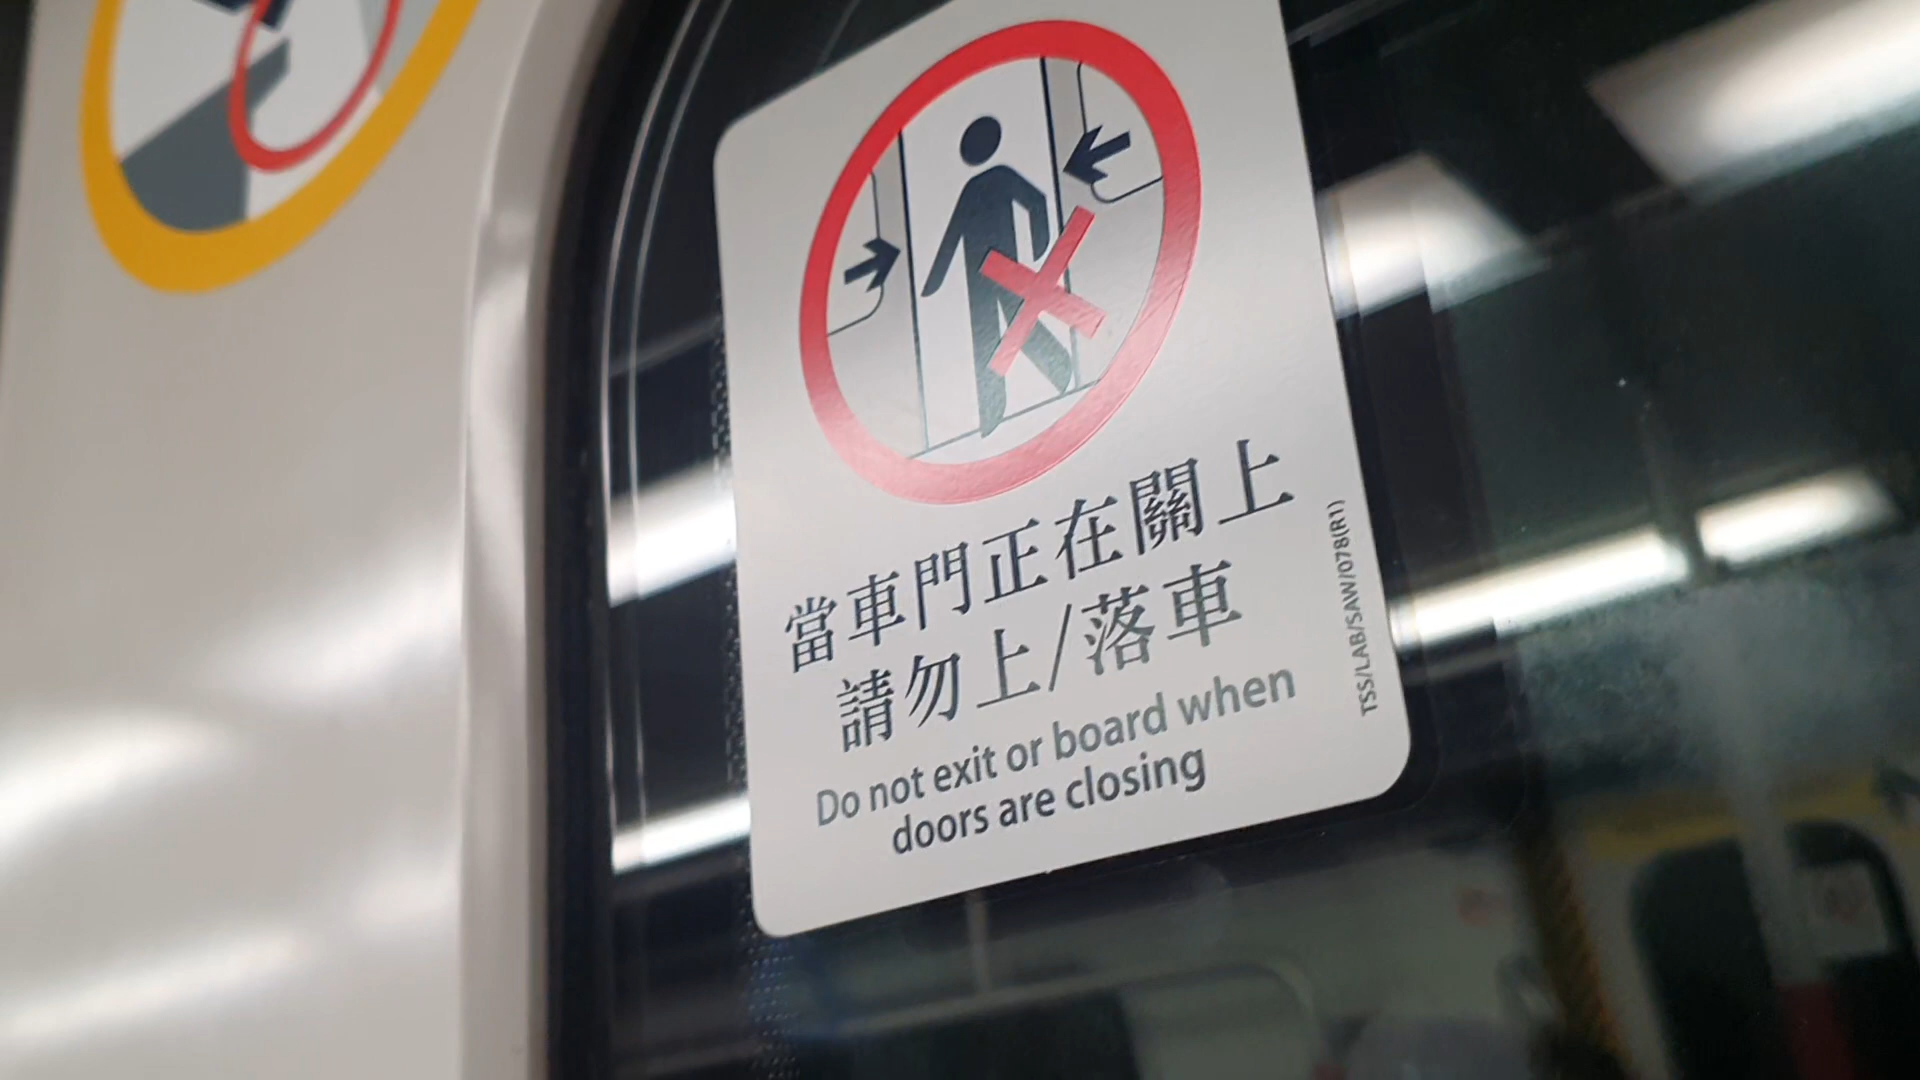 當車門正在關上
請勿上/落車
Do not exit or board when
doors are closing
TSS/LAB/SAW/078(R1)